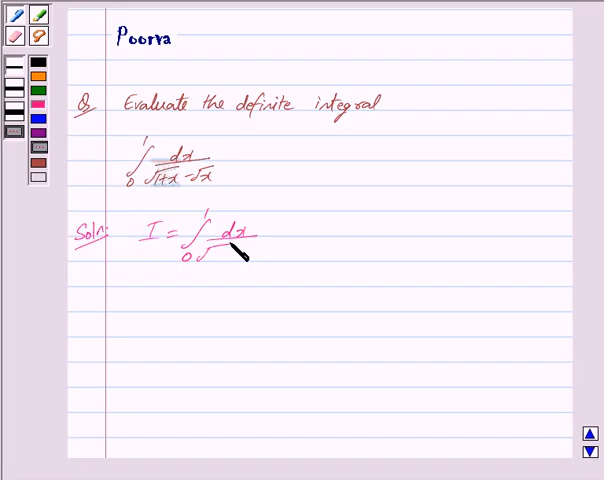 Poorva
Q Evaluate the definite integral
∫₀¹ dx/(√(1+x) - √x)
Soln: I = ∫₀¹ dx/√